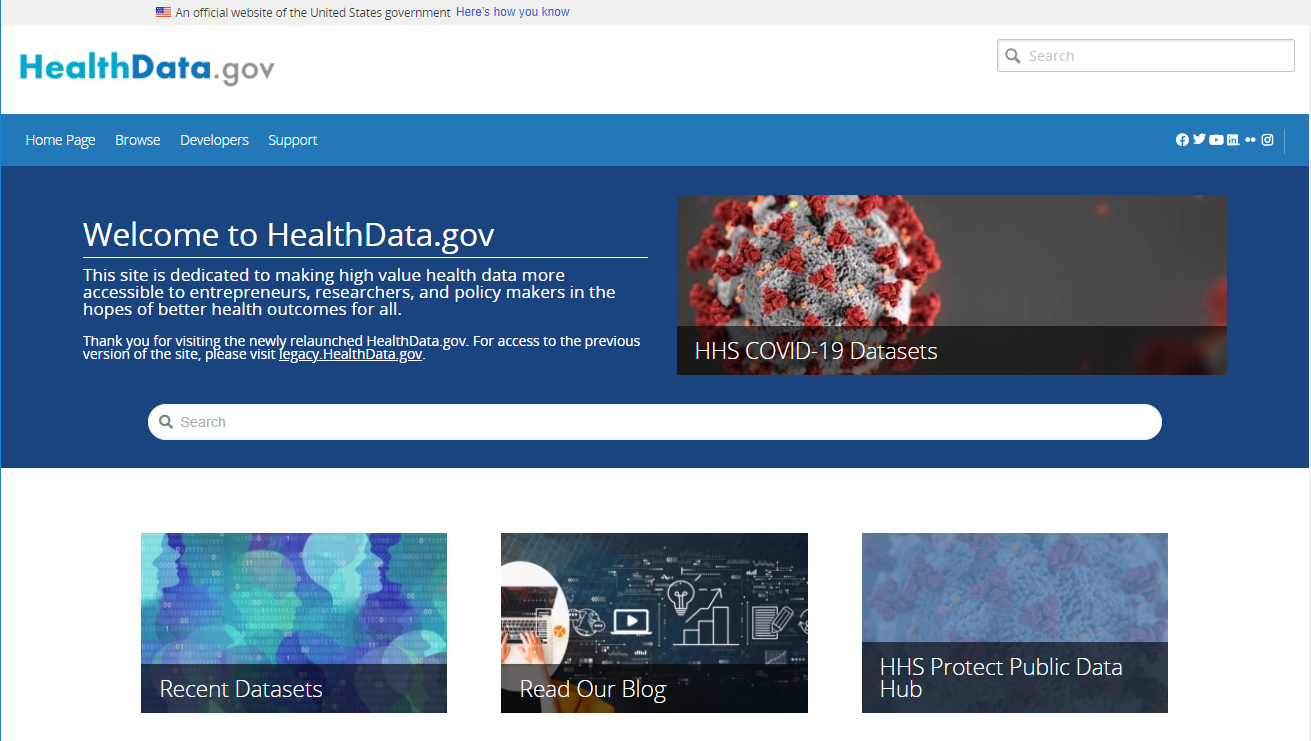 An official website of the United States government Here's how you know
HealthData.gov
Search
Home Page Browse Developers Support
Welcome to HealthData.gov
This site is dedicated to making high value health data more
accessible to entrepreneurs, researchers, and policy makers in the
hopes of better health outcomes for all.
Thank you for visiting the newly relaunched HealthData.gov. For access to the previous
version of the site, please visit legacy.HealthData.gov.
HHS COVID-19 Datasets
Search
Recent Datasets
Read Our Blog
HHS Protect Public Data
Hub